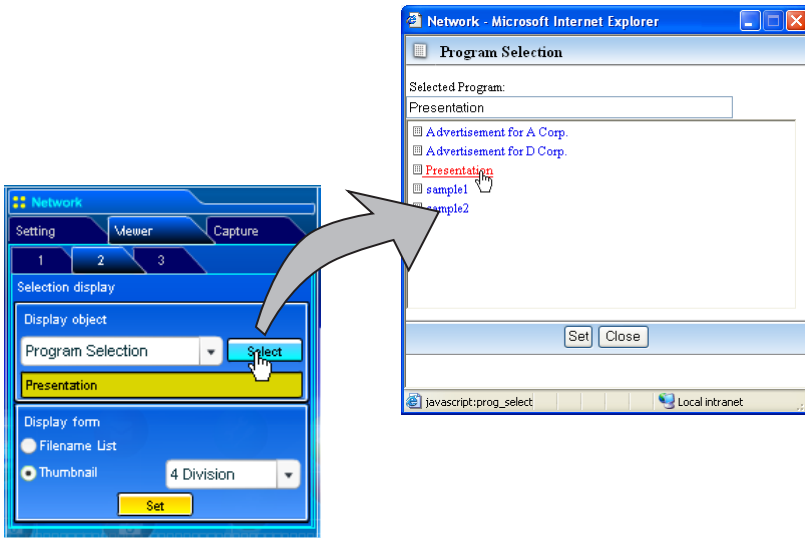 Network
Setting Viewer Capture
1 2 3
Selection display
Display object
Program Selection Select
Presentation
Display form
Filename List
Thumbnail 4 Division
Set
Network - Microsoft Internet Explorer
Program Selection
Selected Program:
Presentation
Advertisement for A Corp.
Advertisement for D Corp.
Presentation
sample1
sample2
Set Close
javascript:prog_select Local intranet